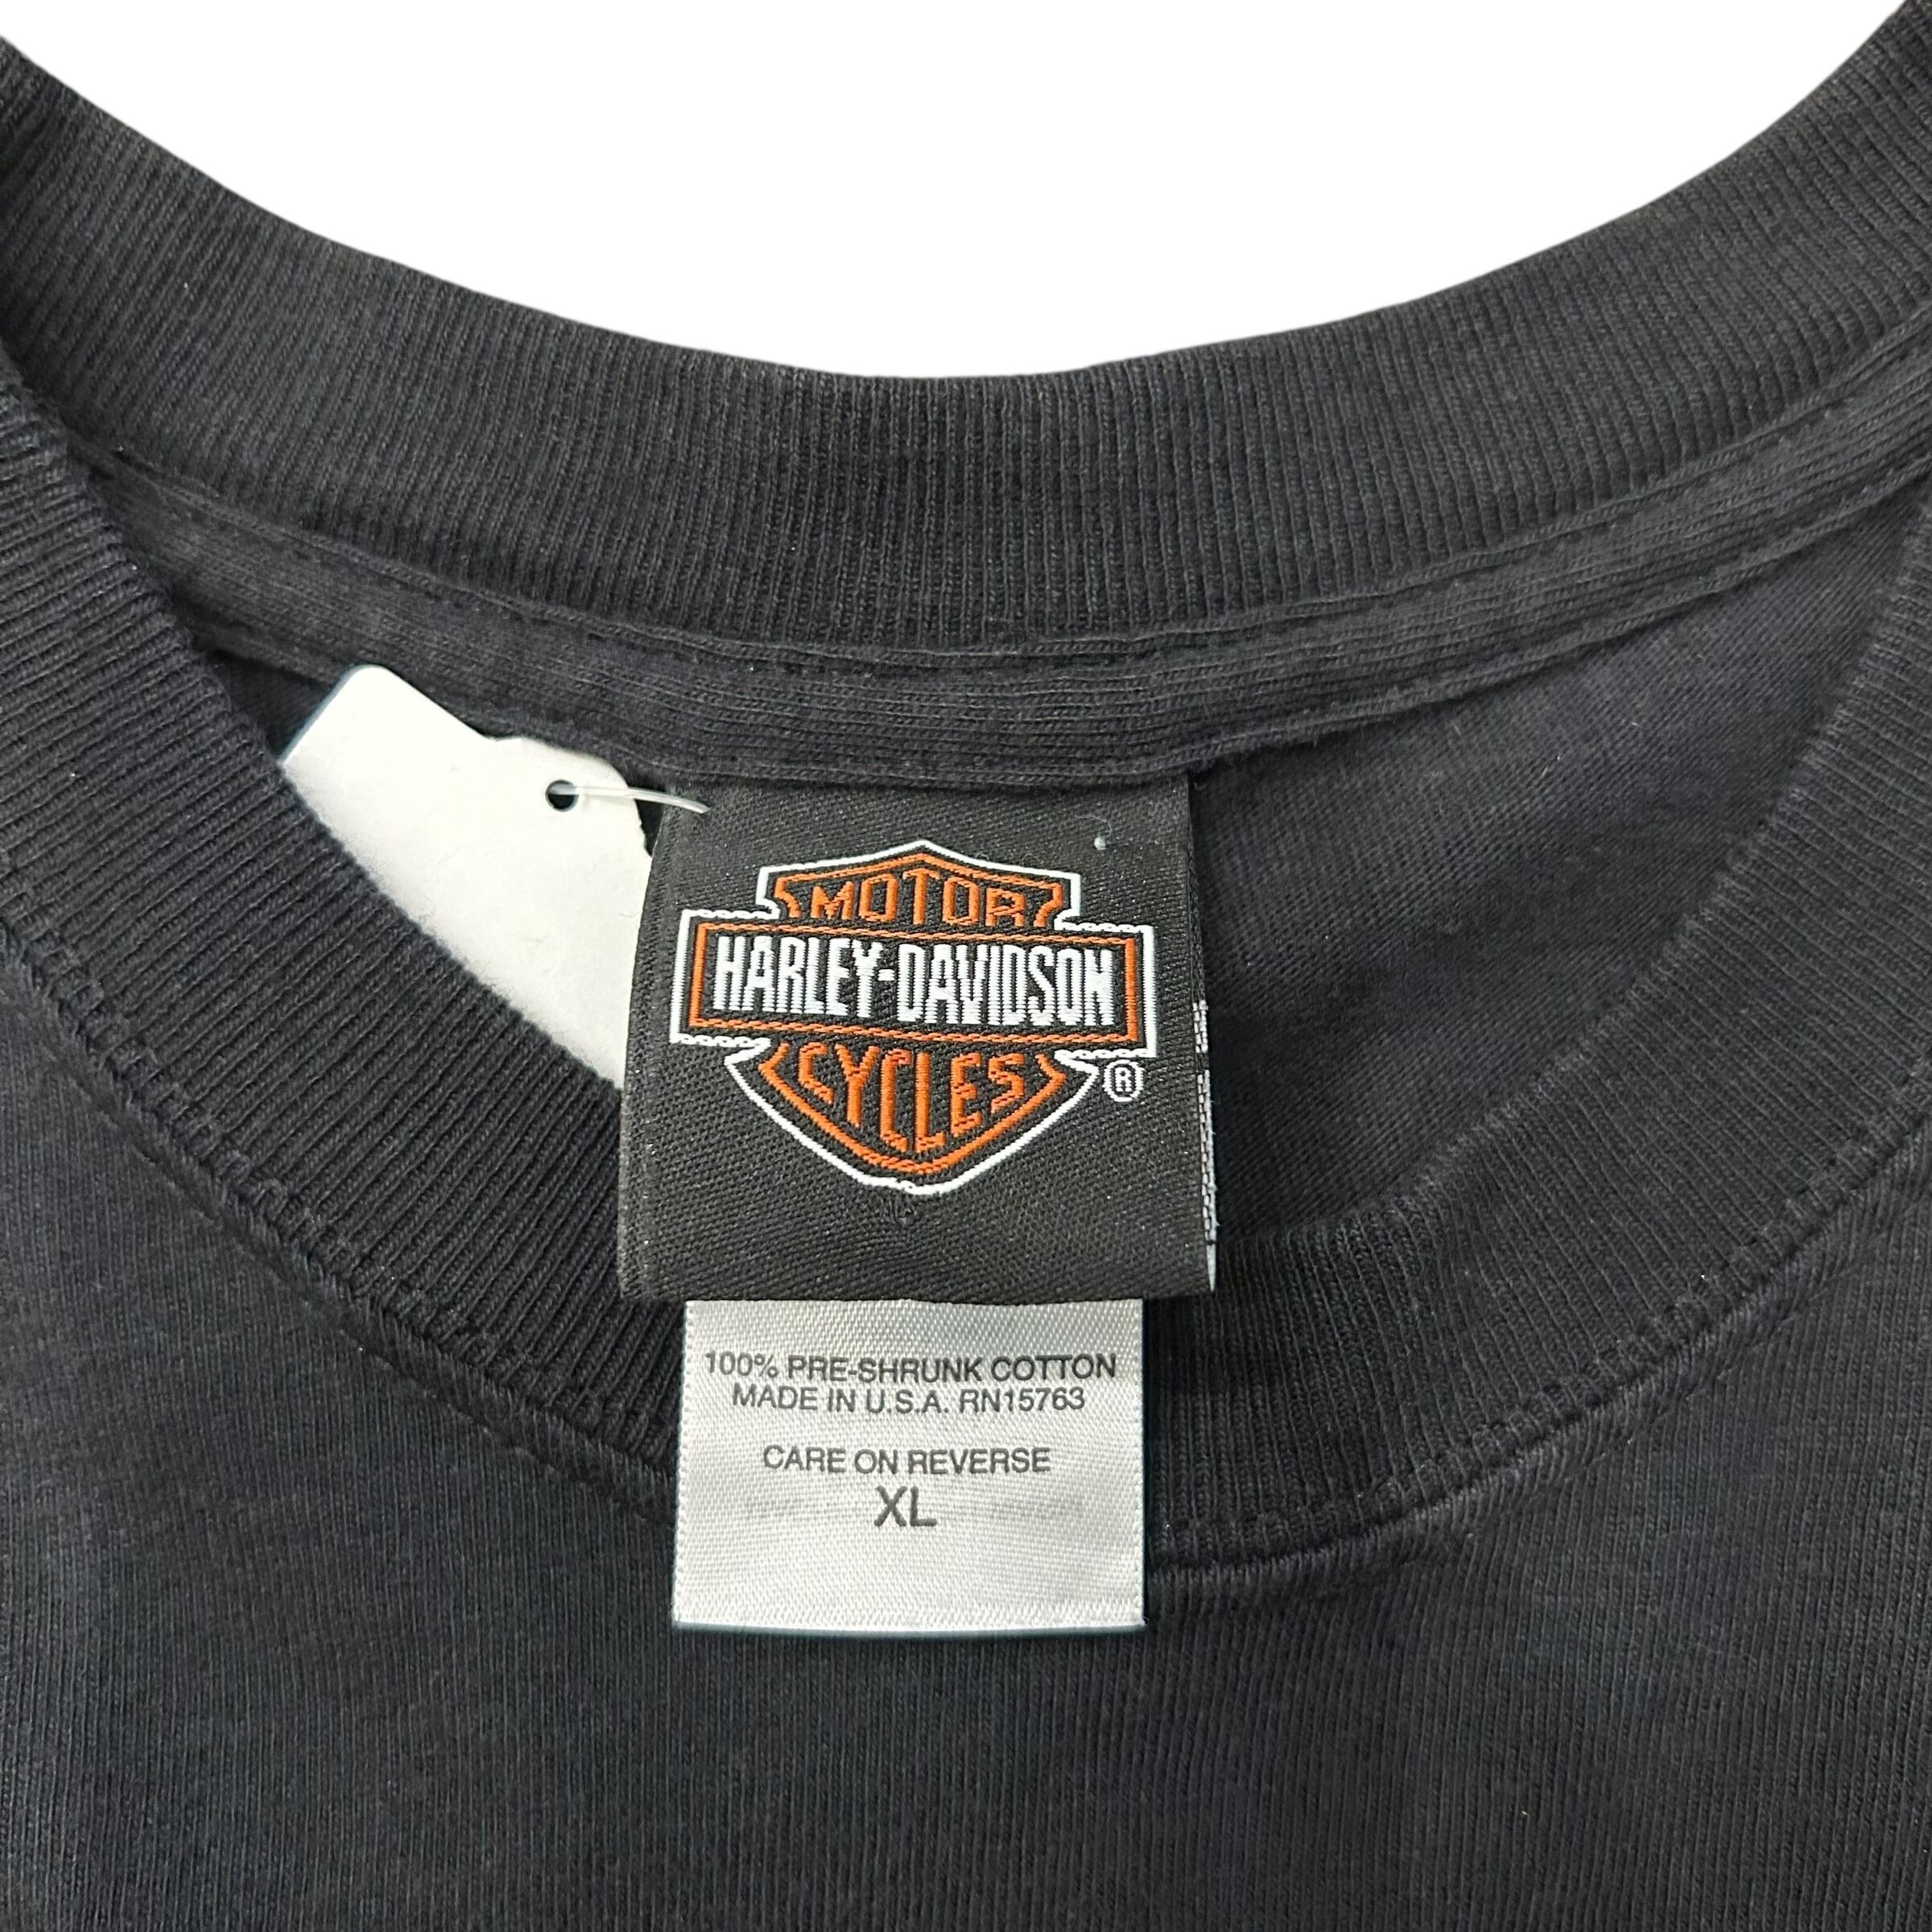 MOTOR
HARLEY-DAVIDSON
CYCLES
®
100% PRE-SHRUNK COTTON
MADE IN U.S.A. RN15763
CARE ON REVERSE
XL